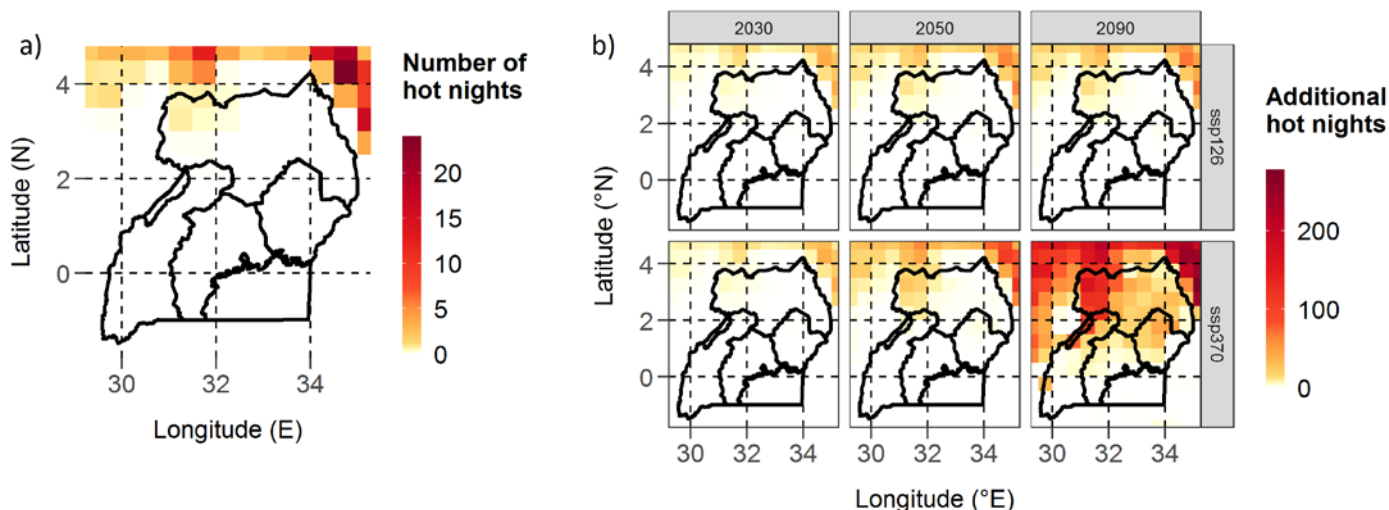 a)
Latitude (N)
4
2
0
30 32 34
Longitude (E)
Number of
hot nights
20
15
10
5
0
b)
2030 2050 2090
Latitude (°N)
4
2
0
ssp126
4
2
0
ssp370
30 32 34 30 32 34 30 32 34
Longitude (°E)
Additional
hot nights
200
100
0